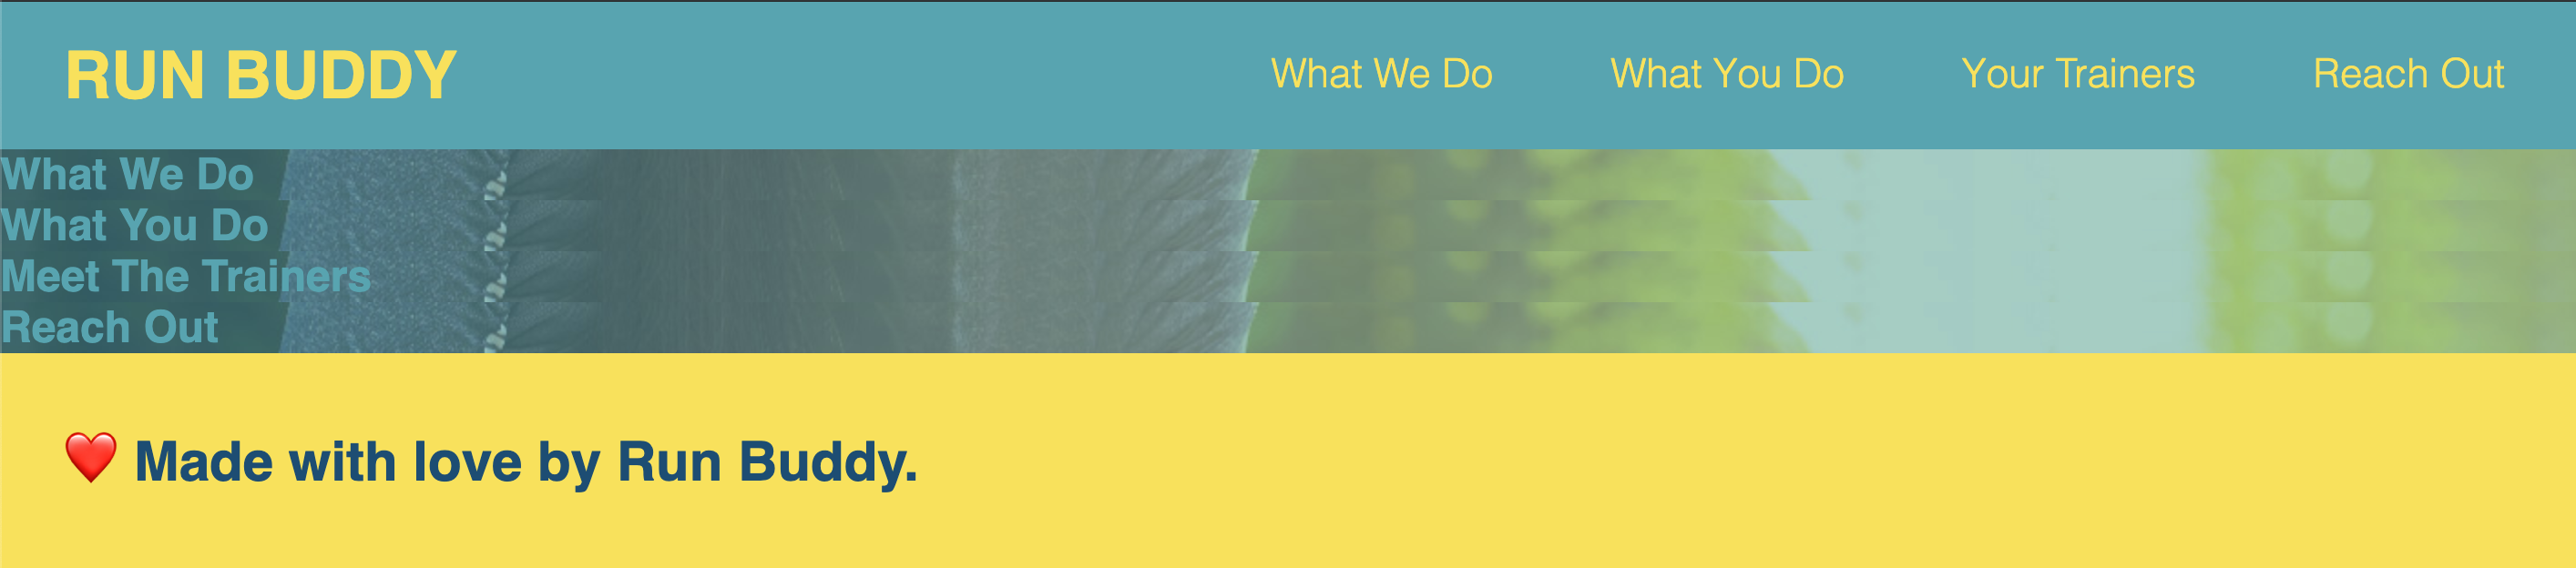 RUN BUDDY
What We Do What You Do Your Trainers Reach Out
What We Do
What You Do
Meet The Trainers
Reach Out
❤️ Made with love by Run Buddy.